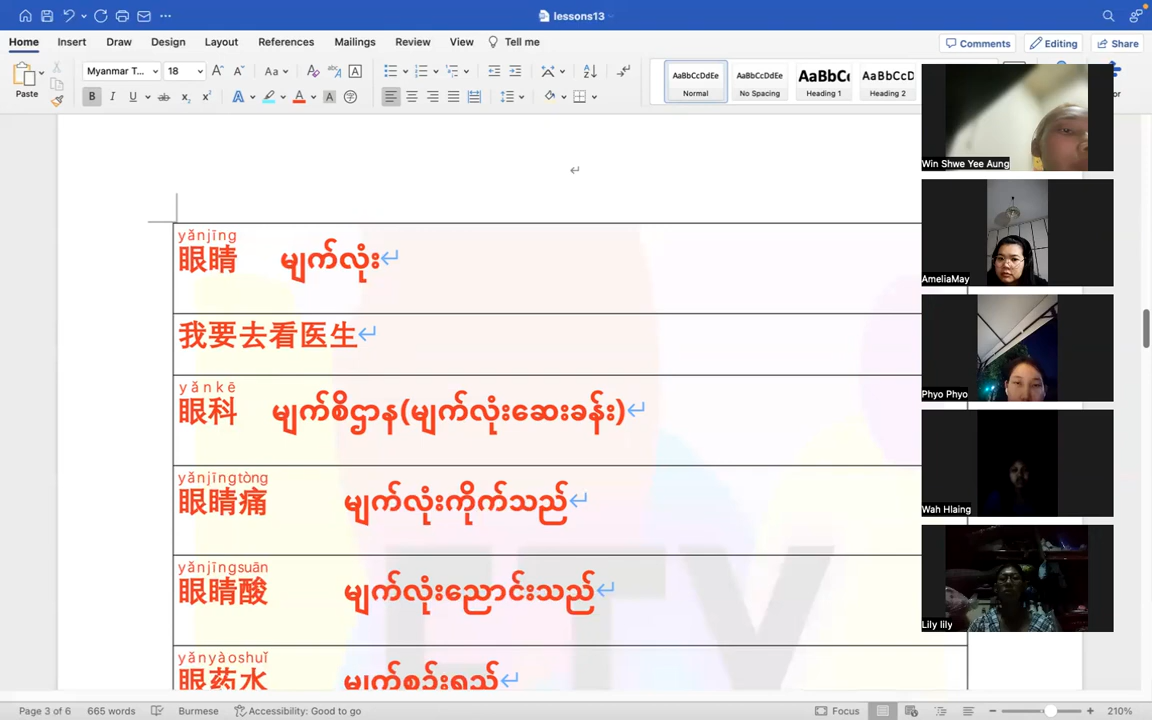 lessons13
Home Insert Draw Design Layout References Mailings Review View Tell me Comments Editing Share
Paste Myanmar T... 18 AaBbCcDdEe Normal AaBbCcDdEe No Spacing AaBbCc Heading 1 AaBbCcD Heading 2
Win Shwe Yee Aung
AmeliaMay
Phyo Phyo
Wah Hlaing
Lily lily
yǎnjīng
眼睛 မျက်လုံး
我要去看医生
yǎnkē
眼科 မျက်စိဌာန(မျက်လုံးဆေးခန်း)
yǎnjīngtòng
眼睛痛 မျက်လုံးကိုက်သည်
yǎnjīngsuān
眼睛酸 မျက်လုံးညောင်းသည်
yǎnyàoshuǐ
眼药水 မျက်စဉ်းရည်
ETV
Page 3 of 6 665 words Burmese Accessibility: Good to go Focus 210%